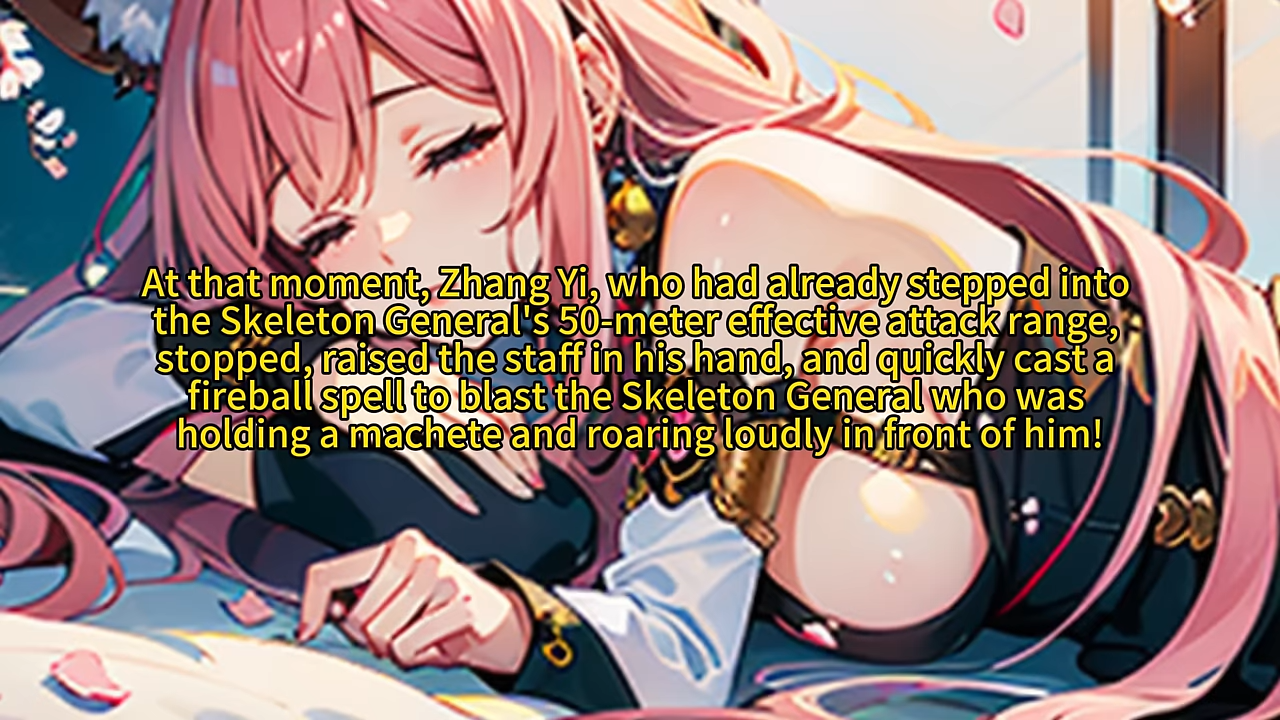 At that moment, Zhang Yi, who had already stepped into
the Skeleton General's 50-meter effective attack range,
stopped, raised the staff in his hand, and quickly cast a
fireball spell to blast the Skeleton General who was
holding a machete and roaring loudly in front of him!